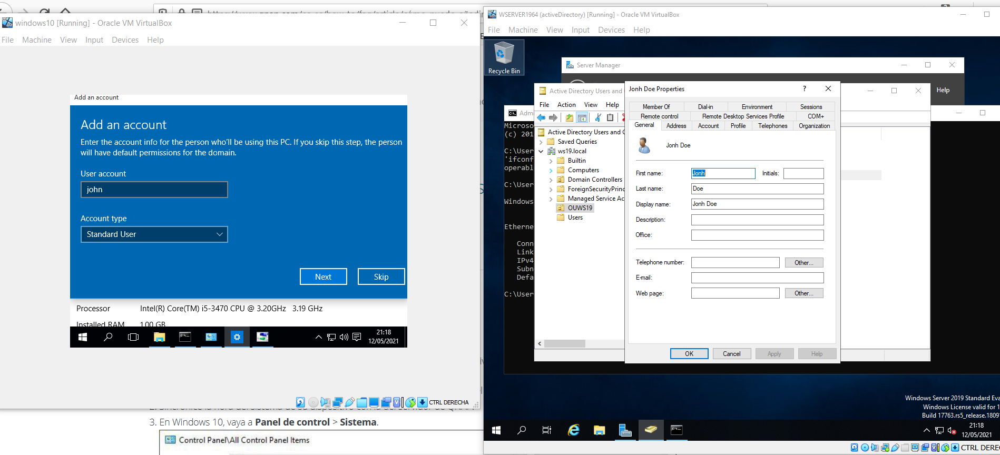 windows10 [Running] - Oracle VM VirtualBox
File Machine View Input Devices Help
Add an account
Add an account
Enter the account info for the person who'll be using this PC. If you skip this step, the person
will have default permissions for the domain.
User account
john
Account type
Standard User
Next Skip
Processor Intel(R) Core(TM) i5-3470 CPU @ 3.20GHz 3.19 GHz
Installed RAM 1.00 GB
21:18
12/05/2021
CTRL DERECHA
3. En Windows 10, vaya a Panel de control > Sistema.
Control Panel\All Control Panel Items
WSERVER1964 (activeDirectory) [Running] - Oracle VM VirtualBox
File Machine View Input Devices Help
Recycle Bin
Server Manager
Help
Active Directory Users and
File Action View Help
Active Directory Users and C
Saved Queries
ws19.local
Builtin
Computers
Domain Controllers
ForeignSecurityPrinc
Managed Service Ac
OUWS19
Users
Admi
Microso
(c) 201
C:\User
'ifconf
operabl
C:\User
Windows
Etherne
Conn
Link
IPv4
Subn
Defa
C:\User
Jonh Doe Properties
Member Of Dial-in Environment Sessions
Remote control Remote Desktop Services Profile COM+
General Address Account Profile Telephones Organization
Jonh Doe
First name: Jonh Initials:
Last name: Doe
Display name: Jonh Doe
Description:
Office:
Telephone number: Other...
E-mail:
Web page: Other...
OK Cancel Apply Help
Windows Server 2019 Standard Eva
Windows License valid for 1
Build 17763.rs5_release.1809
21:18
12/05/2021
CTRL DEREC